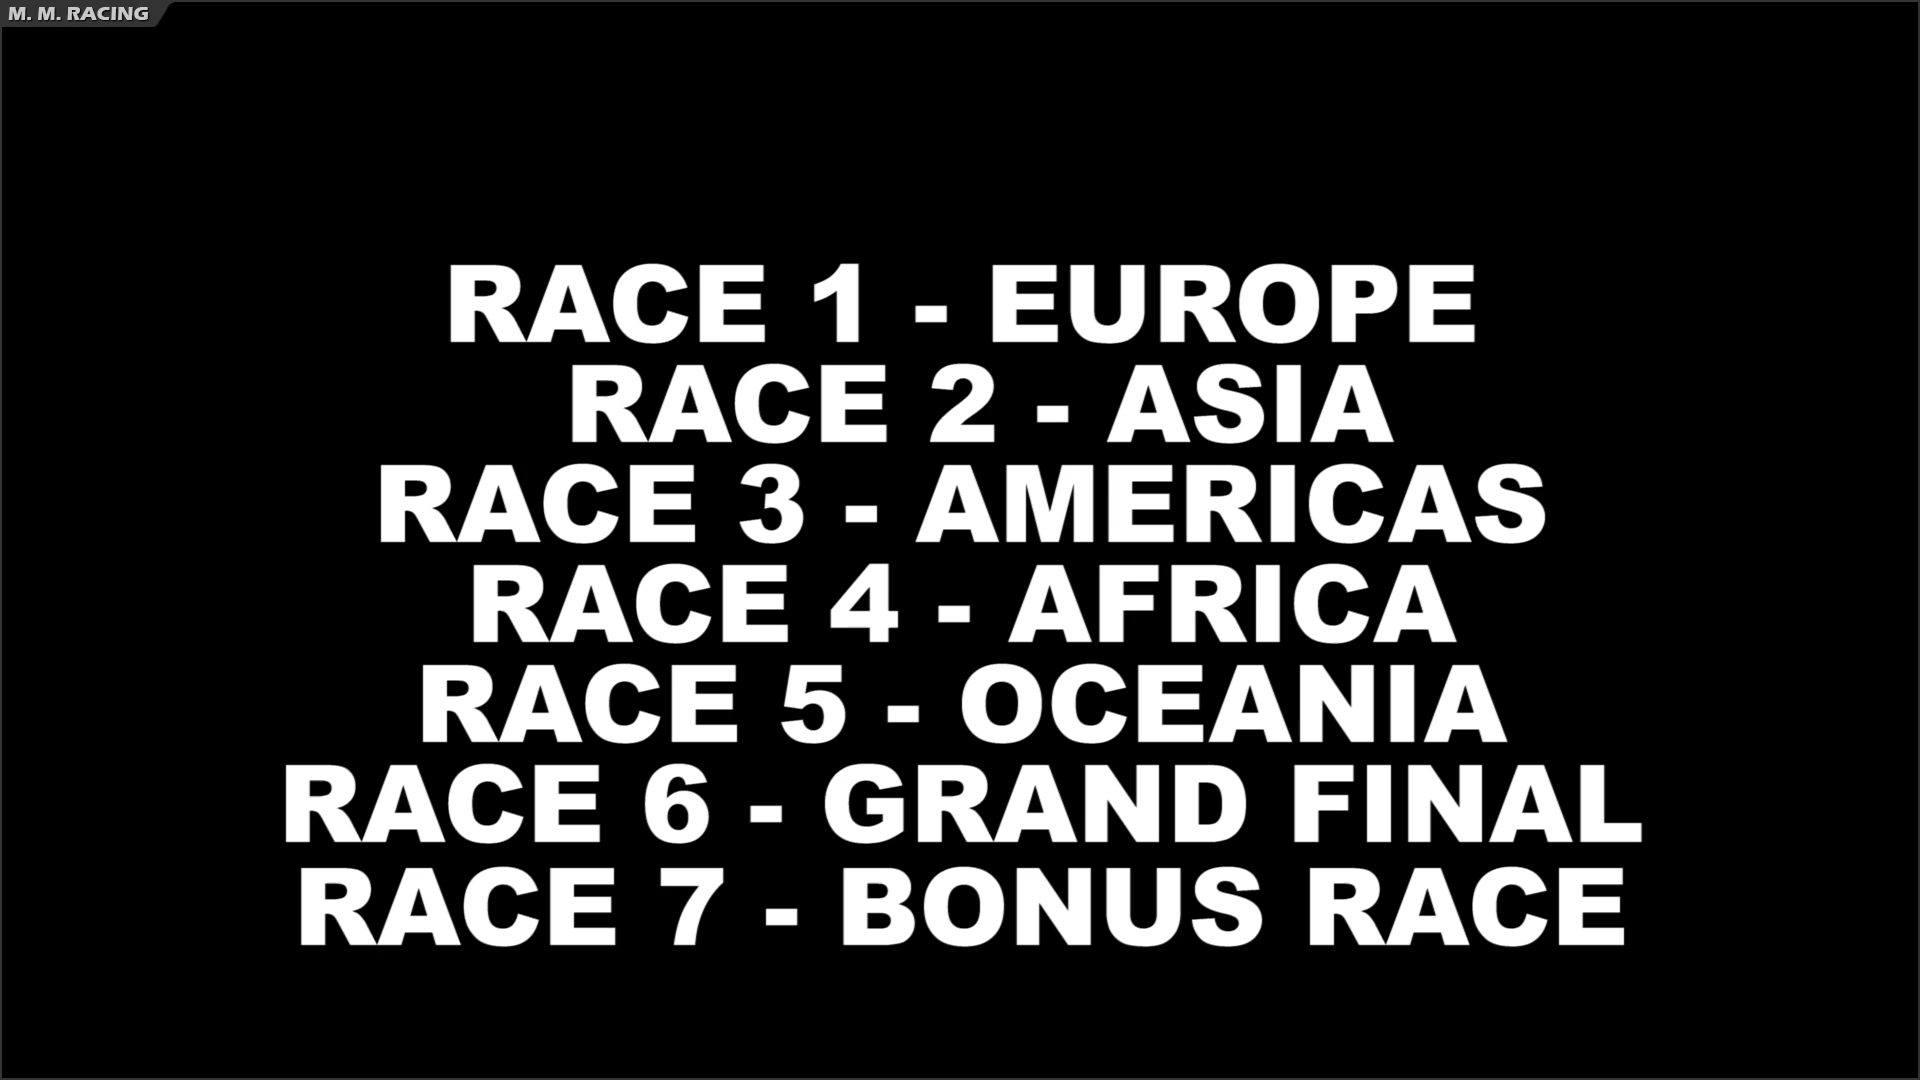 M. M. RACING
RACE 1 - EUROPE
RACE 2 - ASIA
RACE 3 - AMERICAS
RACE 4 - AFRICA
RACE 5 - OCEANIA
RACE 6 - GRAND FINAL
RACE 7 - BONUS RACE